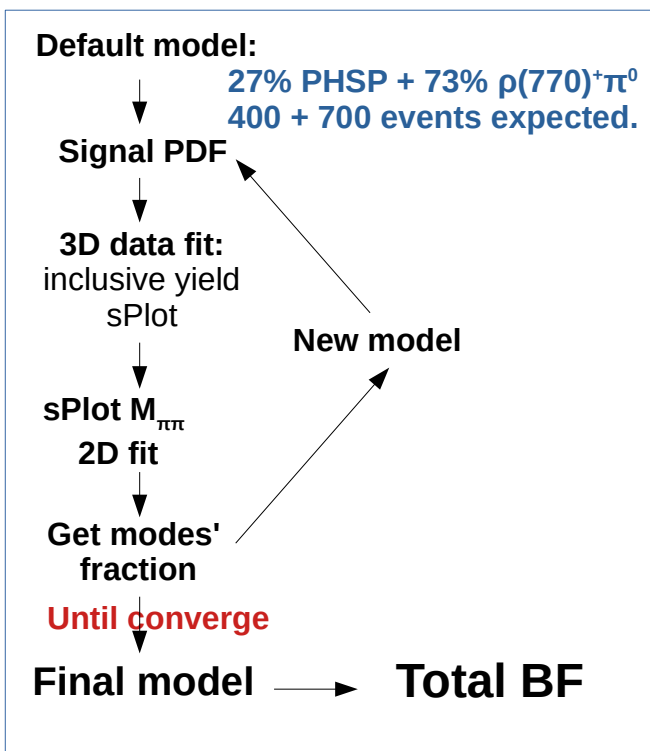 Default model:
27% PHSP + 73% ρ(770)⁺π⁰
400 + 700 events expected.
Signal PDF
3D data fit:
inclusive yield
sPlot
New model
sPlot Mππ
2D fit
Get modes'
fraction
Until converge
Final model
Total BF